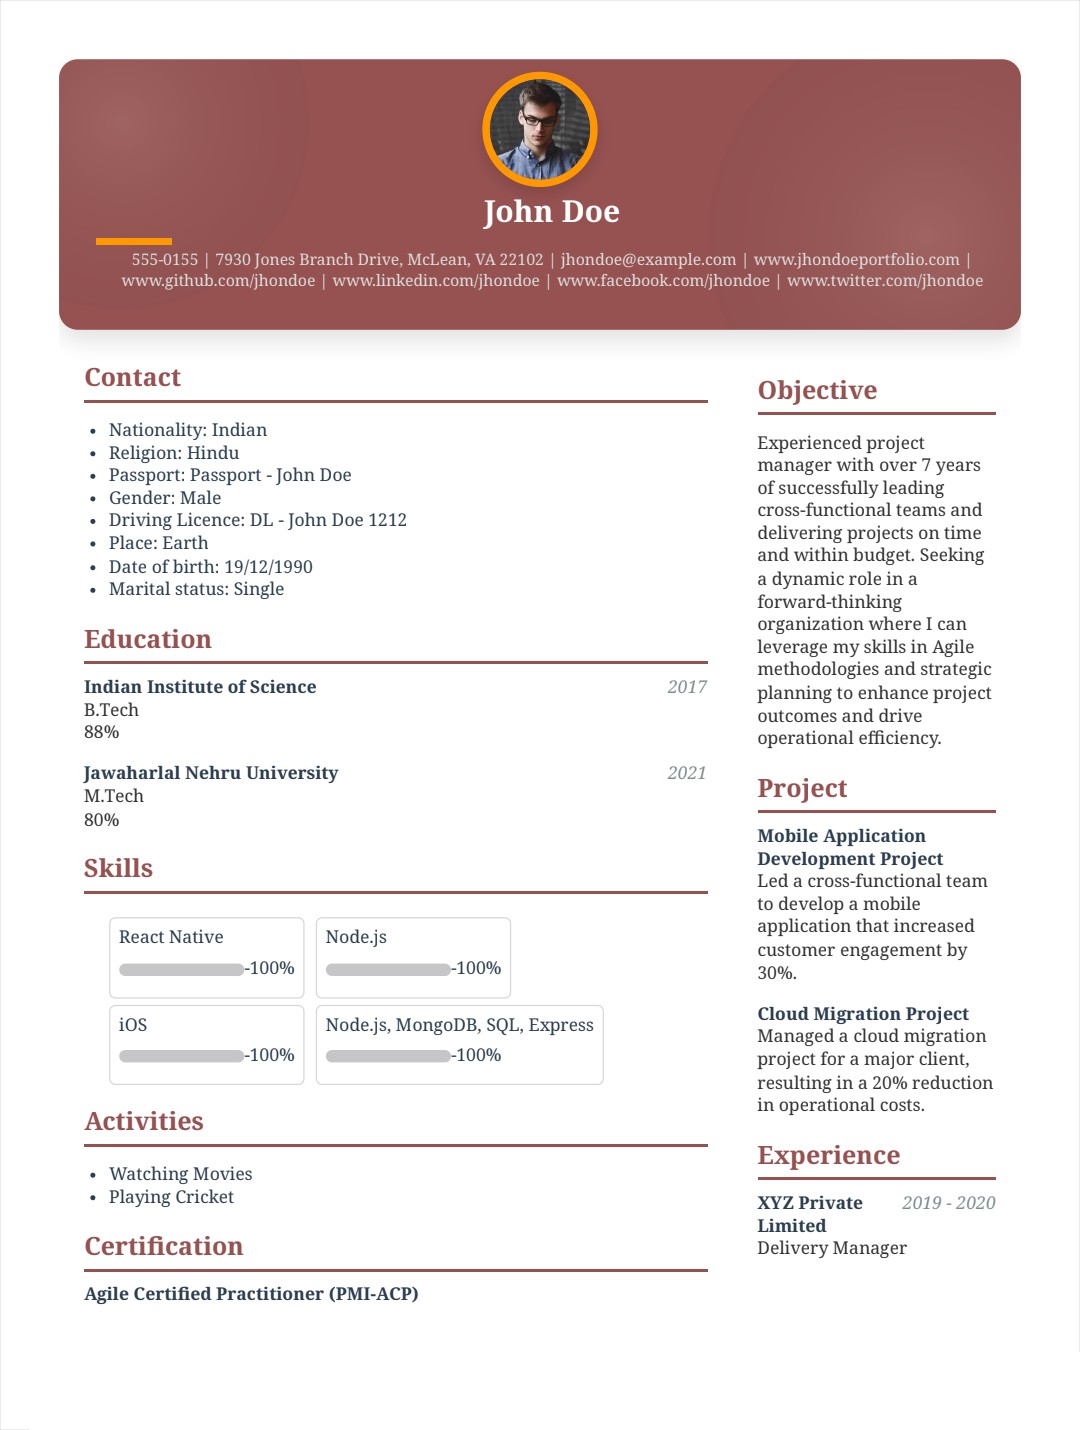 John Doe
555-0155 | 7930 Jones Branch Drive, McLean, VA 22102 | jhondoe@example.com | www.jhondoeportfolio.com |
www.github.com/jhondoe | www.linkedin.com/jhondoe | www.facebook.com/jhondoe | www.twitter.com/jhondoe
Contact
• Nationality: Indian
• Religion: Hindu
• Passport: Passport - John Doe
• Gender: Male
• Driving Licence: DL - John Doe 1212
• Place: Earth
• Date of birth: 19/12/1990
• Marital status: Single
Education
Indian Institute of Science 2017
B.Tech
88%
Jawaharlal Nehru University 2021
M.Tech
80%
Skills
React Native
-100%
Node.js
-100%
iOS
-100%
Node.js, MongoDB, SQL, Express
-100%
Activities
• Watching Movies
• Playing Cricket
Certification
Agile Certified Practitioner (PMI-ACP)
Objective
Experienced project
manager with over 7 years
of successfully leading
cross-functional teams and
delivering projects on time
and within budget. Seeking
a dynamic role in a
forward-thinking
organization where I can
leverage my skills in Agile
methodologies and strategic
planning to enhance project
outcomes and drive
operational efficiency.
Project
Mobile Application
Development Project
Led a cross-functional team
to develop a mobile
application that increased
customer engagement by
30%.
Cloud Migration Project
Managed a cloud migration
project for a major client,
resulting in a 20% reduction
in operational costs.
Experience
XYZ Private 2019 - 2020
Limited
Delivery Manager